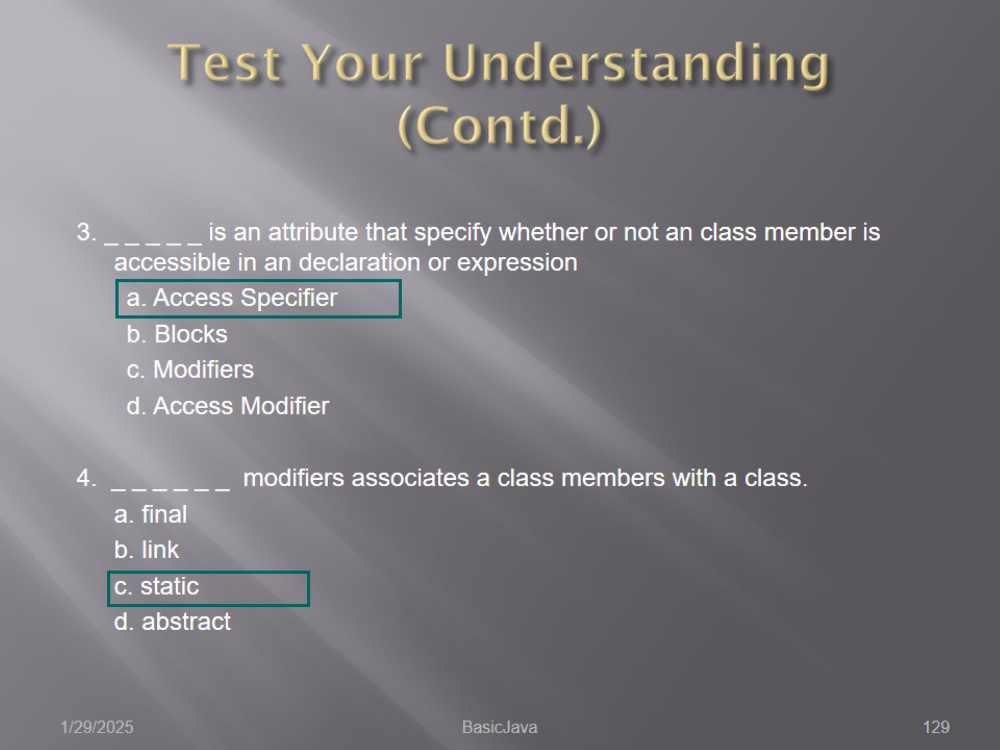 Test Your Understanding
(Contd.)
3. _ _ _ _ _ is an attribute that specify whether or not an class member is
accessible in an declaration or expression
a. Access Specifier
b. Blocks
c. Modifiers
d. Access Modifier
4. _ _ _ _ _ _ modifiers associates a class members with a class.
a. final
b. link
c. static
d. abstract
1/29/2025 BasicJava 129